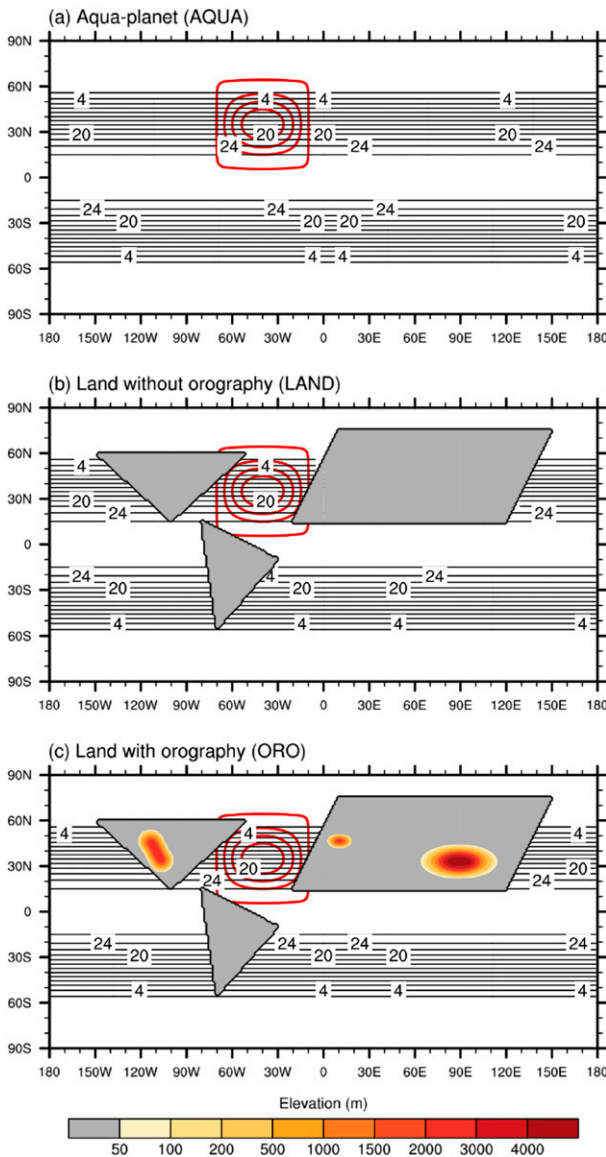 (a) Aqua-planet (AQUA)
90N
60N
4 4 4 4
30N
20 20 20 20
24 24 24 24
0
24 24 24
30S
20 20 20 20
60S
4 4 4 4
90S
180 150W 120W 90W 60W 30W 0 30E 60E 90E 120E 150E 180
(b) Land without orography (LAND)
90N
60N
4
30N
20 20 20
24 24
0
24 24 24
30S
20 20 20
60S
4 4 4
90S
180 150W 120W 90W 60W 30W 0 30E 60E 90E 120E 150E 180
(c) Land with orography (ORO)
90N
60N
4 4 4
30N
20 20 20
24 24 24
0
24 24 24
30S
20 20 20 20
60S
4 4 4 4
90S
180 150W 120W 90W 60W 30W 0 30E 60E 90E 120E 150E 180
Elevation (m)
50 100 200 500 1000 1500 2000 3000 4000